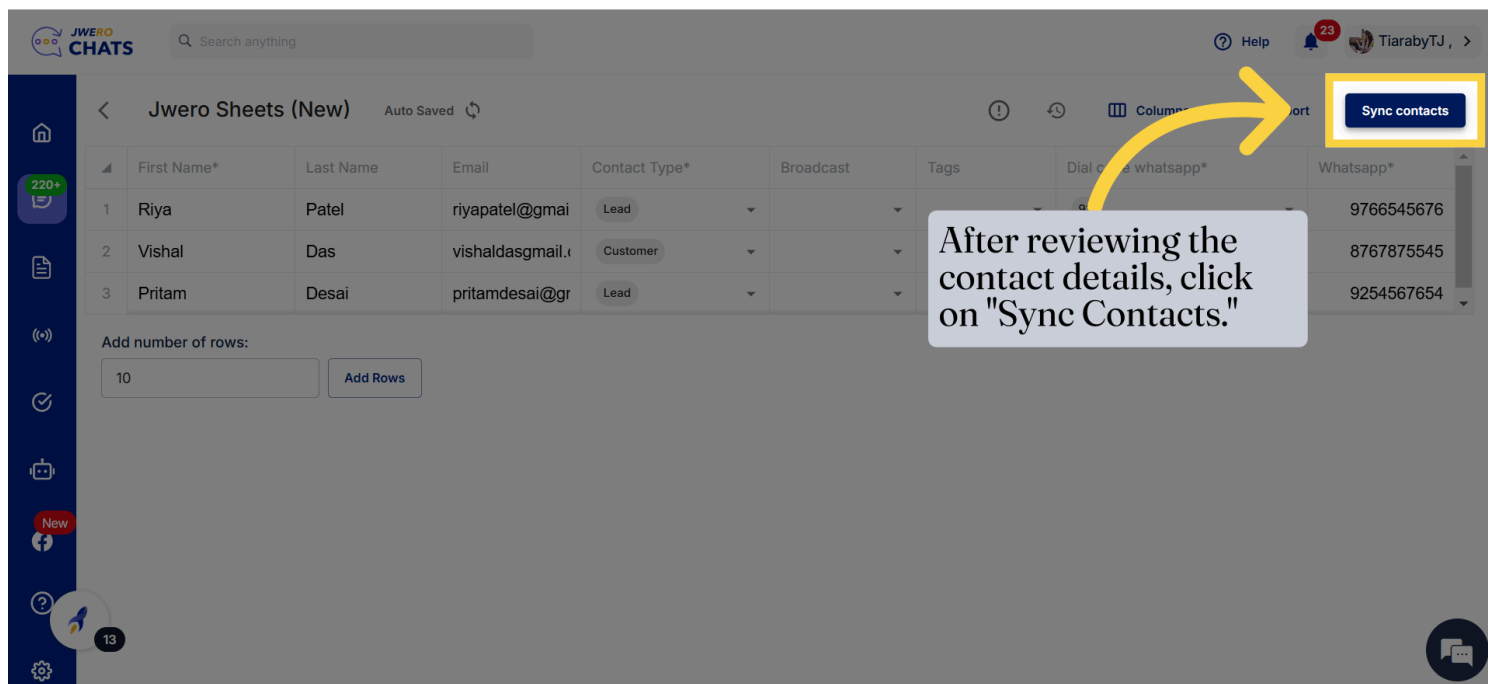 JWERO
CHATS
Search anything
Help
23
TiarabyTJ ,
Jwero Sheets (New)
Auto Saved
Sync contacts
First Name*
Last Name
Email
Contact Type*
Broadcast
Tags
whatsapp*
Whatsapp*
220+
1
Riya
Patel
riyapatel@gmai
Lead
9766545676
2
Vishal
Das
vishaldasgmail.
Customer
8767875545
3
Pritam
Desai
pritamdesai@gr
Lead
9254567654
After reviewing the
contact details, click
on "Sync Contacts."
Add number of rows:
10
Add Rows
New
13